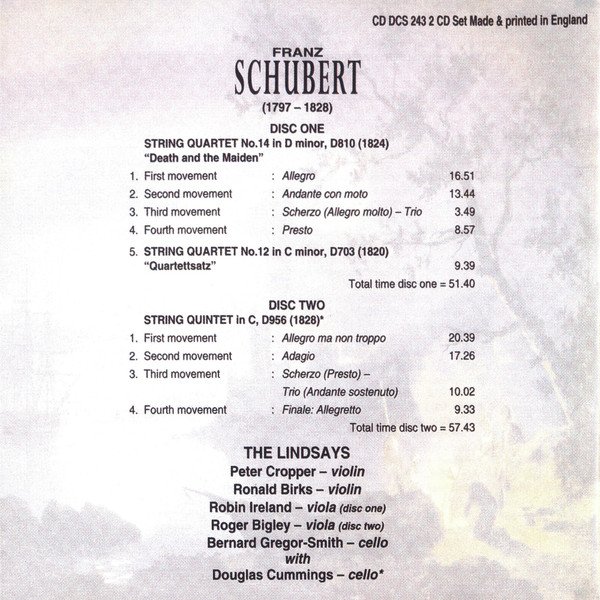 CD DCS 243 2 CD Set Made & printed in England
FRANZ
SCHUBERT
(1797 – 1828)
DISC ONE
STRING QUARTET No.14 in D minor, D810 (1824)
“Death and the Maiden”
1. First movement : Allegro 16.51
2. Second movement : Andante con moto 13.44
3. Third movement : Scherzo (Allegro molto) – Trio 3.49
4. Fourth movement : Presto 8.57
5. STRING QUARTET No.12 in C minor, D703 (1820)
“Quartettsatz” 9.39
Total time disc one = 51.40
DISC TWO
STRING QUINTET in C, D956 (1828)*
1. First movement : Allegro ma non troppo 20.39
2. Second movement : Adagio 17.26
3. Third movement : Scherzo (Presto) –
Trio (Andante sostenuto) 10.02
4. Fourth movement : Finale: Allegretto 9.33
Total time disc two = 57.43
THE LINDSAYS
Peter Cropper – violin
Ronald Birks – violin
Robin Ireland – viola (disc one)
Roger Bigley – viola (disc two)
Bernard Gregor-Smith – cello
with
Douglas Cummings – cello*